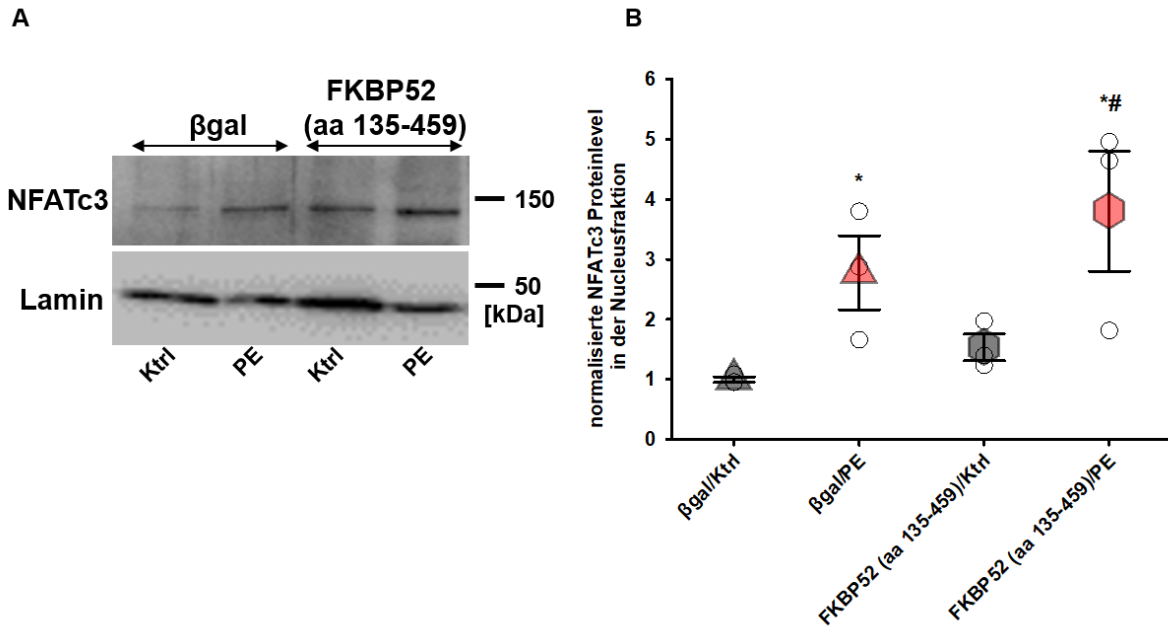 A
βgal
FKBP52
(aa 135-459)
NFATc3
150
Lamin
50
[kDa]
Ktrl
PE
Ktrl
PE
B
normalisierte NFATc3 Proteinlevel
in der Nucleusfraktion
6
5
4
3
2
1
0
*
*#
βgal/Ktrl
βgal/PE
FKBP52 (aa 135-459)/Ktrl
FKBP52 (aa 135-459)/PE